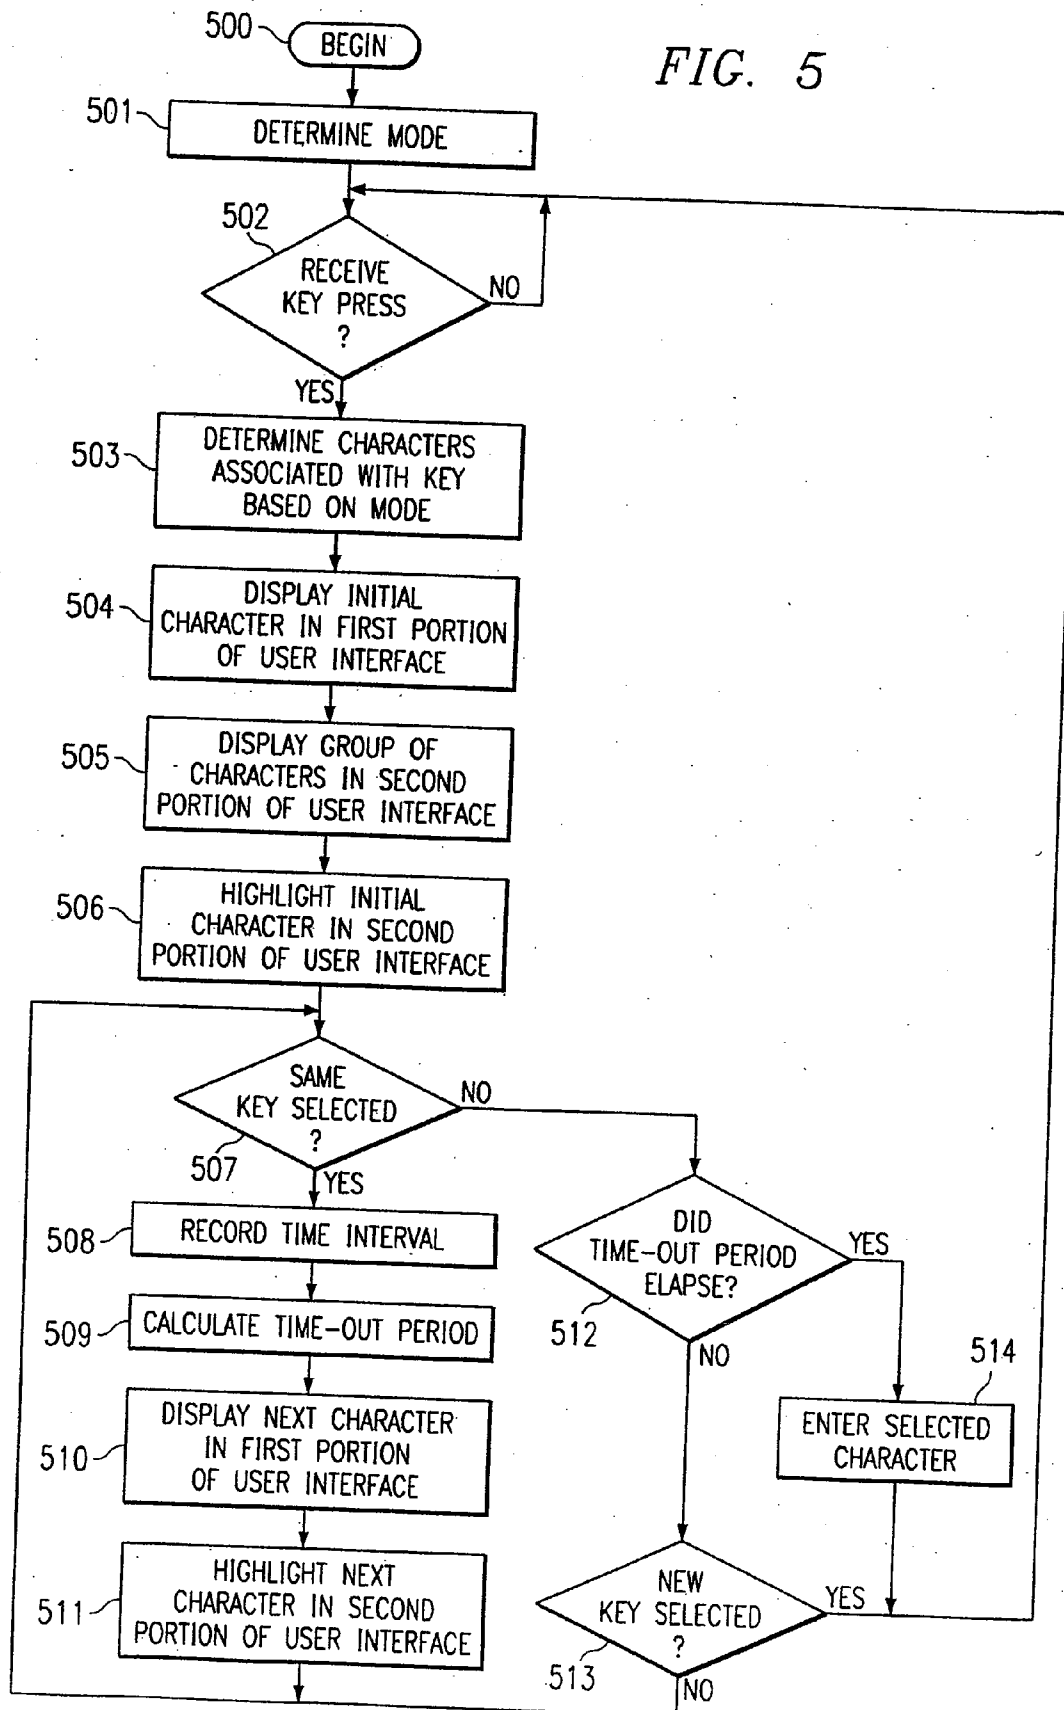 FIG. 5
500
BEGIN
501
DETERMINE MODE
502
RECEIVE
KEY PRESS
?
NO
YES
503
DETERMINE CHARACTERS
ASSOCIATED WITH KEY
BASED ON MODE
504
DISPLAY INITIAL
CHARACTER IN FIRST PORTION
OF USER INTERFACE
505
DISPLAY GROUP OF
CHARACTERS IN SECOND
PORTION OF USER INTERFACE
506
HIGHLIGHT INITIAL
CHARACTER IN SECOND
PORTION OF USER INTERFACE
SAME
KEY SELECTED
?
NO
507
YES
508
RECORD TIME INTERVAL
509
CALCULATE TIME-OUT PERIOD
510
DISPLAY NEXT CHARACTER
IN FIRST PORTION
OF USER INTERFACE
511
HIGHLIGHT NEXT
CHARACTER IN SECOND
PORTION OF USER INTERFACE
DID
TIME-OUT PERIOD
ELAPSE?
YES
512
NO
514
ENTER SELECTED
CHARACTER
NEW
KEY SELECTED
?
YES
513
NO